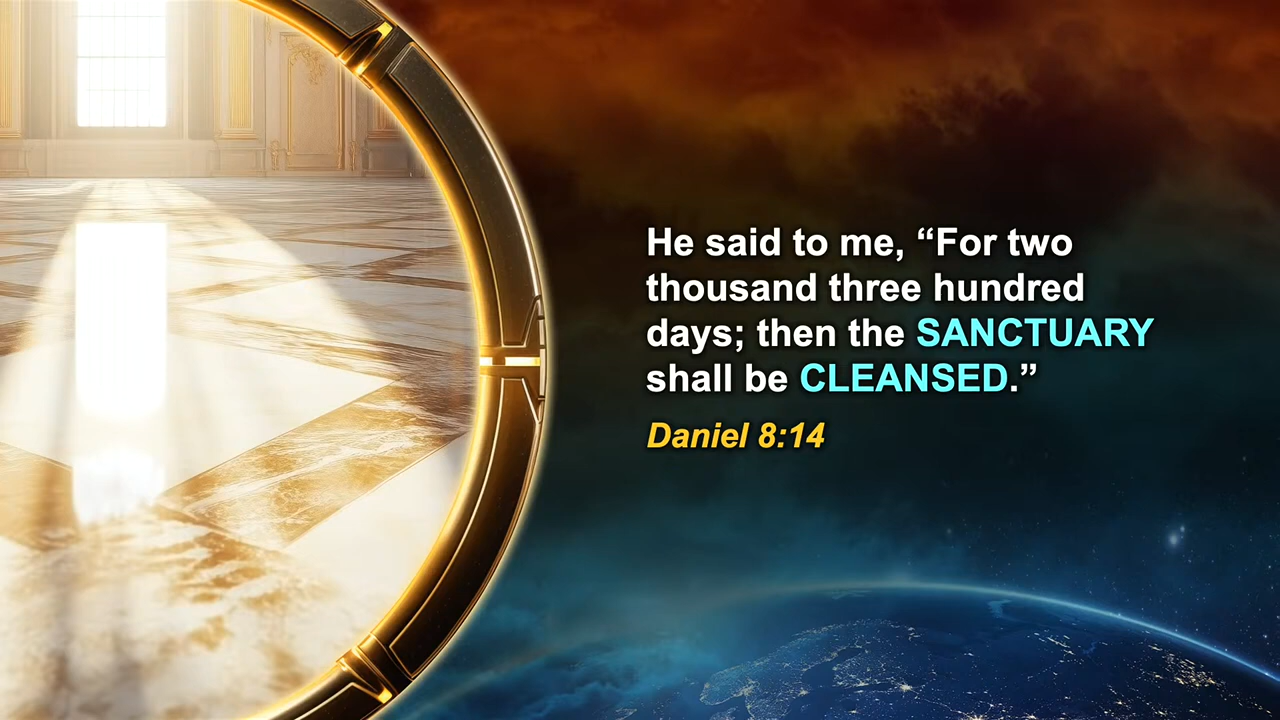 He said to me, “For two
thousand three hundred
days; then the SANCTUARY
shall be CLEANSED.”
Daniel 8:14